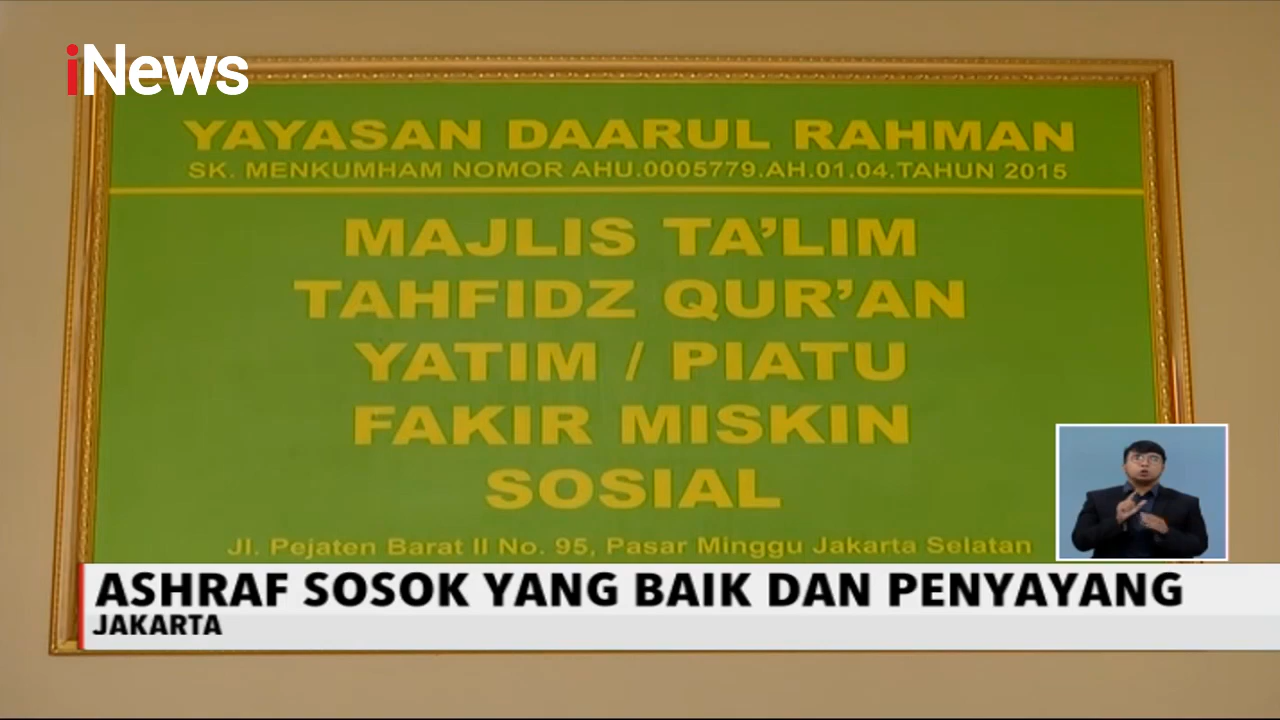 iNews
YAYASAN DAARUL RAHMAN
SK. MENKUMHAM NOMOR AHU.0005779.AH.01.04.TAHUN 2015
MAJLIS TA'LIM
TAHFIDZ QUR'AN
YATIM / PIATU
FAKIR MISKIN
SOSIAL
Jl. Pejaten Barat II No. 95, Pasar Minggu Jakarta Selatan
ASHRAF SOSOK YANG BAIK DAN PENYAYANG
JAKARTA